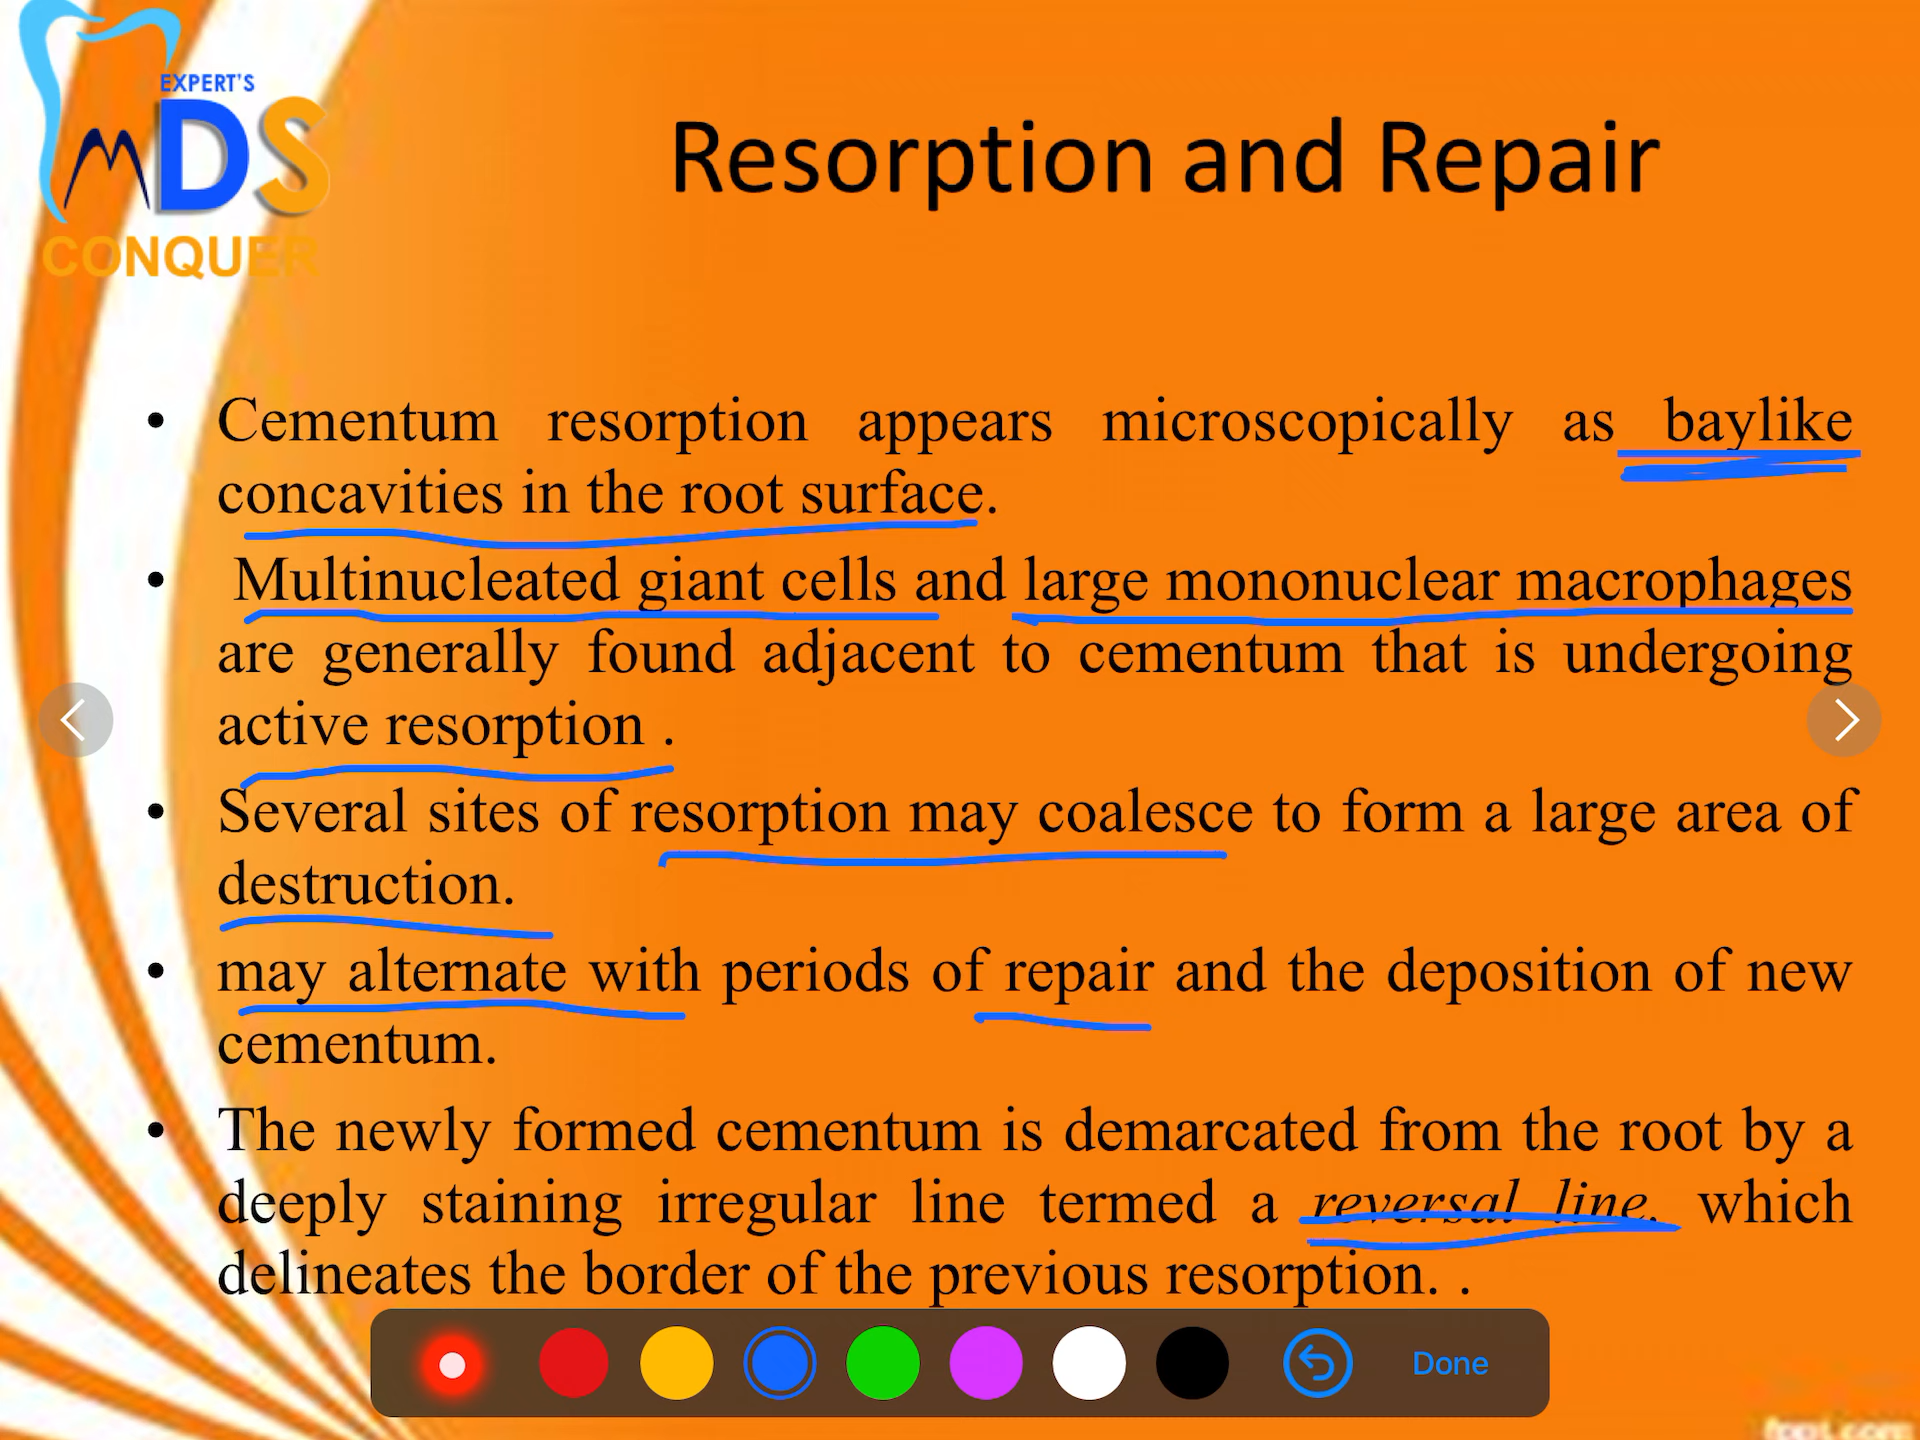 EXPERT'S
MDS
CONQUER
Resorption and Repair
• Cementum resorption appears microscopically as baylike
concavities in the root surface.
• Multinucleated giant cells and large mononuclear macrophages
are generally found adjacent to cementum that is undergoing
active resorption .
• Several sites of resorption may coalesce to form a large area of
destruction.
• may alternate with periods of repair and the deposition of new
cementum.
• The newly formed cementum is demarcated from the root by a
deeply staining irregular line termed a reversal line, which
delineates the border of the previous resorption. .
Done